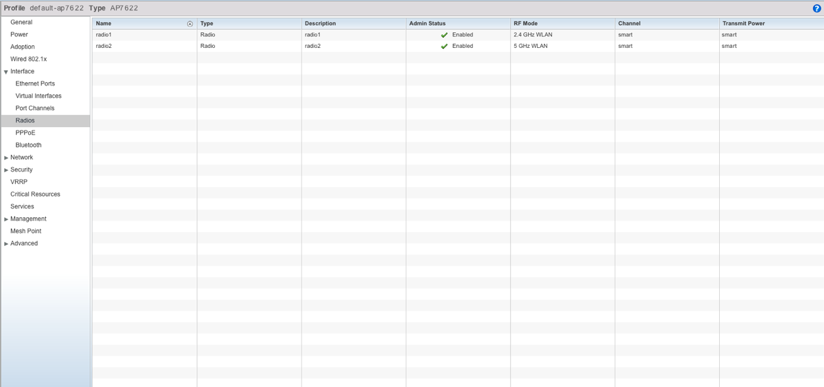 Profile default-ap7622 Type AP7622
General
Power
Adoption
Wired 802.1x
Interface
Ethernet Ports
Virtual Interfaces
Port Channels
Radios
PPPoE
Bluetooth
Network
Security
VRRP
Critical Resources
Services
Management
Mesh Point
Advanced
Name Type Description Admin Status RF Mode Channel Transmit Power
radio1 Radio radio1 Enabled 2.4 GHz WLAN smart smart
radio2 Radio radio2 Enabled 5 GHz WLAN smart smart